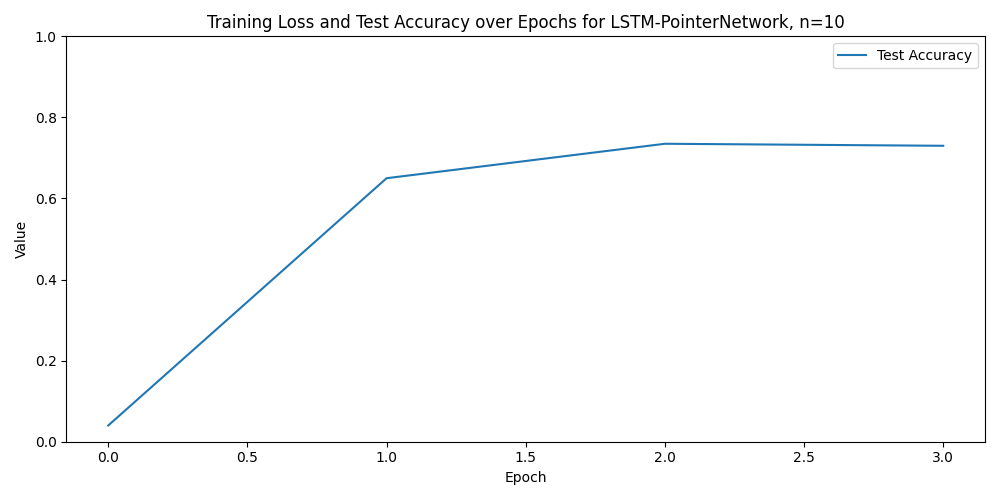 Training Loss and Test Accuracy over Epochs for LSTM-PointerNetwork, n=10
Test Accuracy
1.0
0.8
0.6
0.4
0.2
0.0
Value
0.0 0.5 1.0 1.5 2.0 2.5 3.0
Epoch